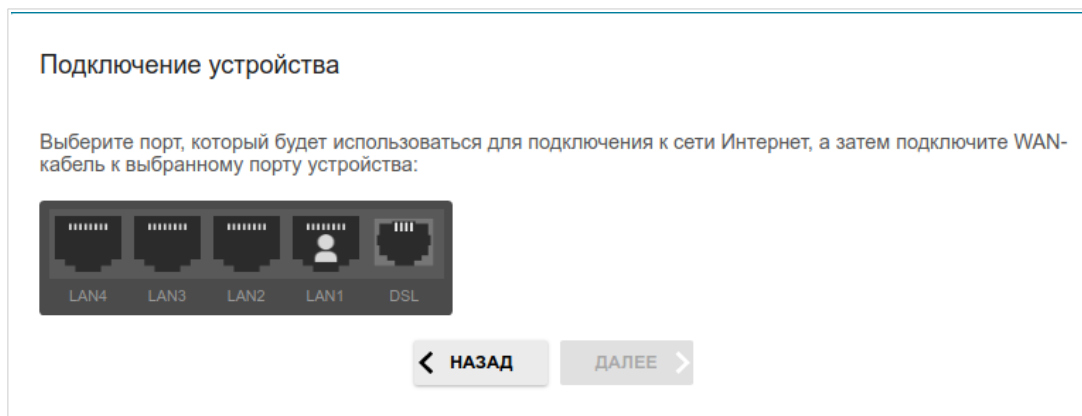 Подключение устройства
Выберите порт, который будет использоваться для подключения к сети Интернет, а затем подключите WAN-
кабель к выбранному порту устройства:
LAN4 LAN3 LAN2 LAN1 DSL
НАЗАД ДАЛЕЕ